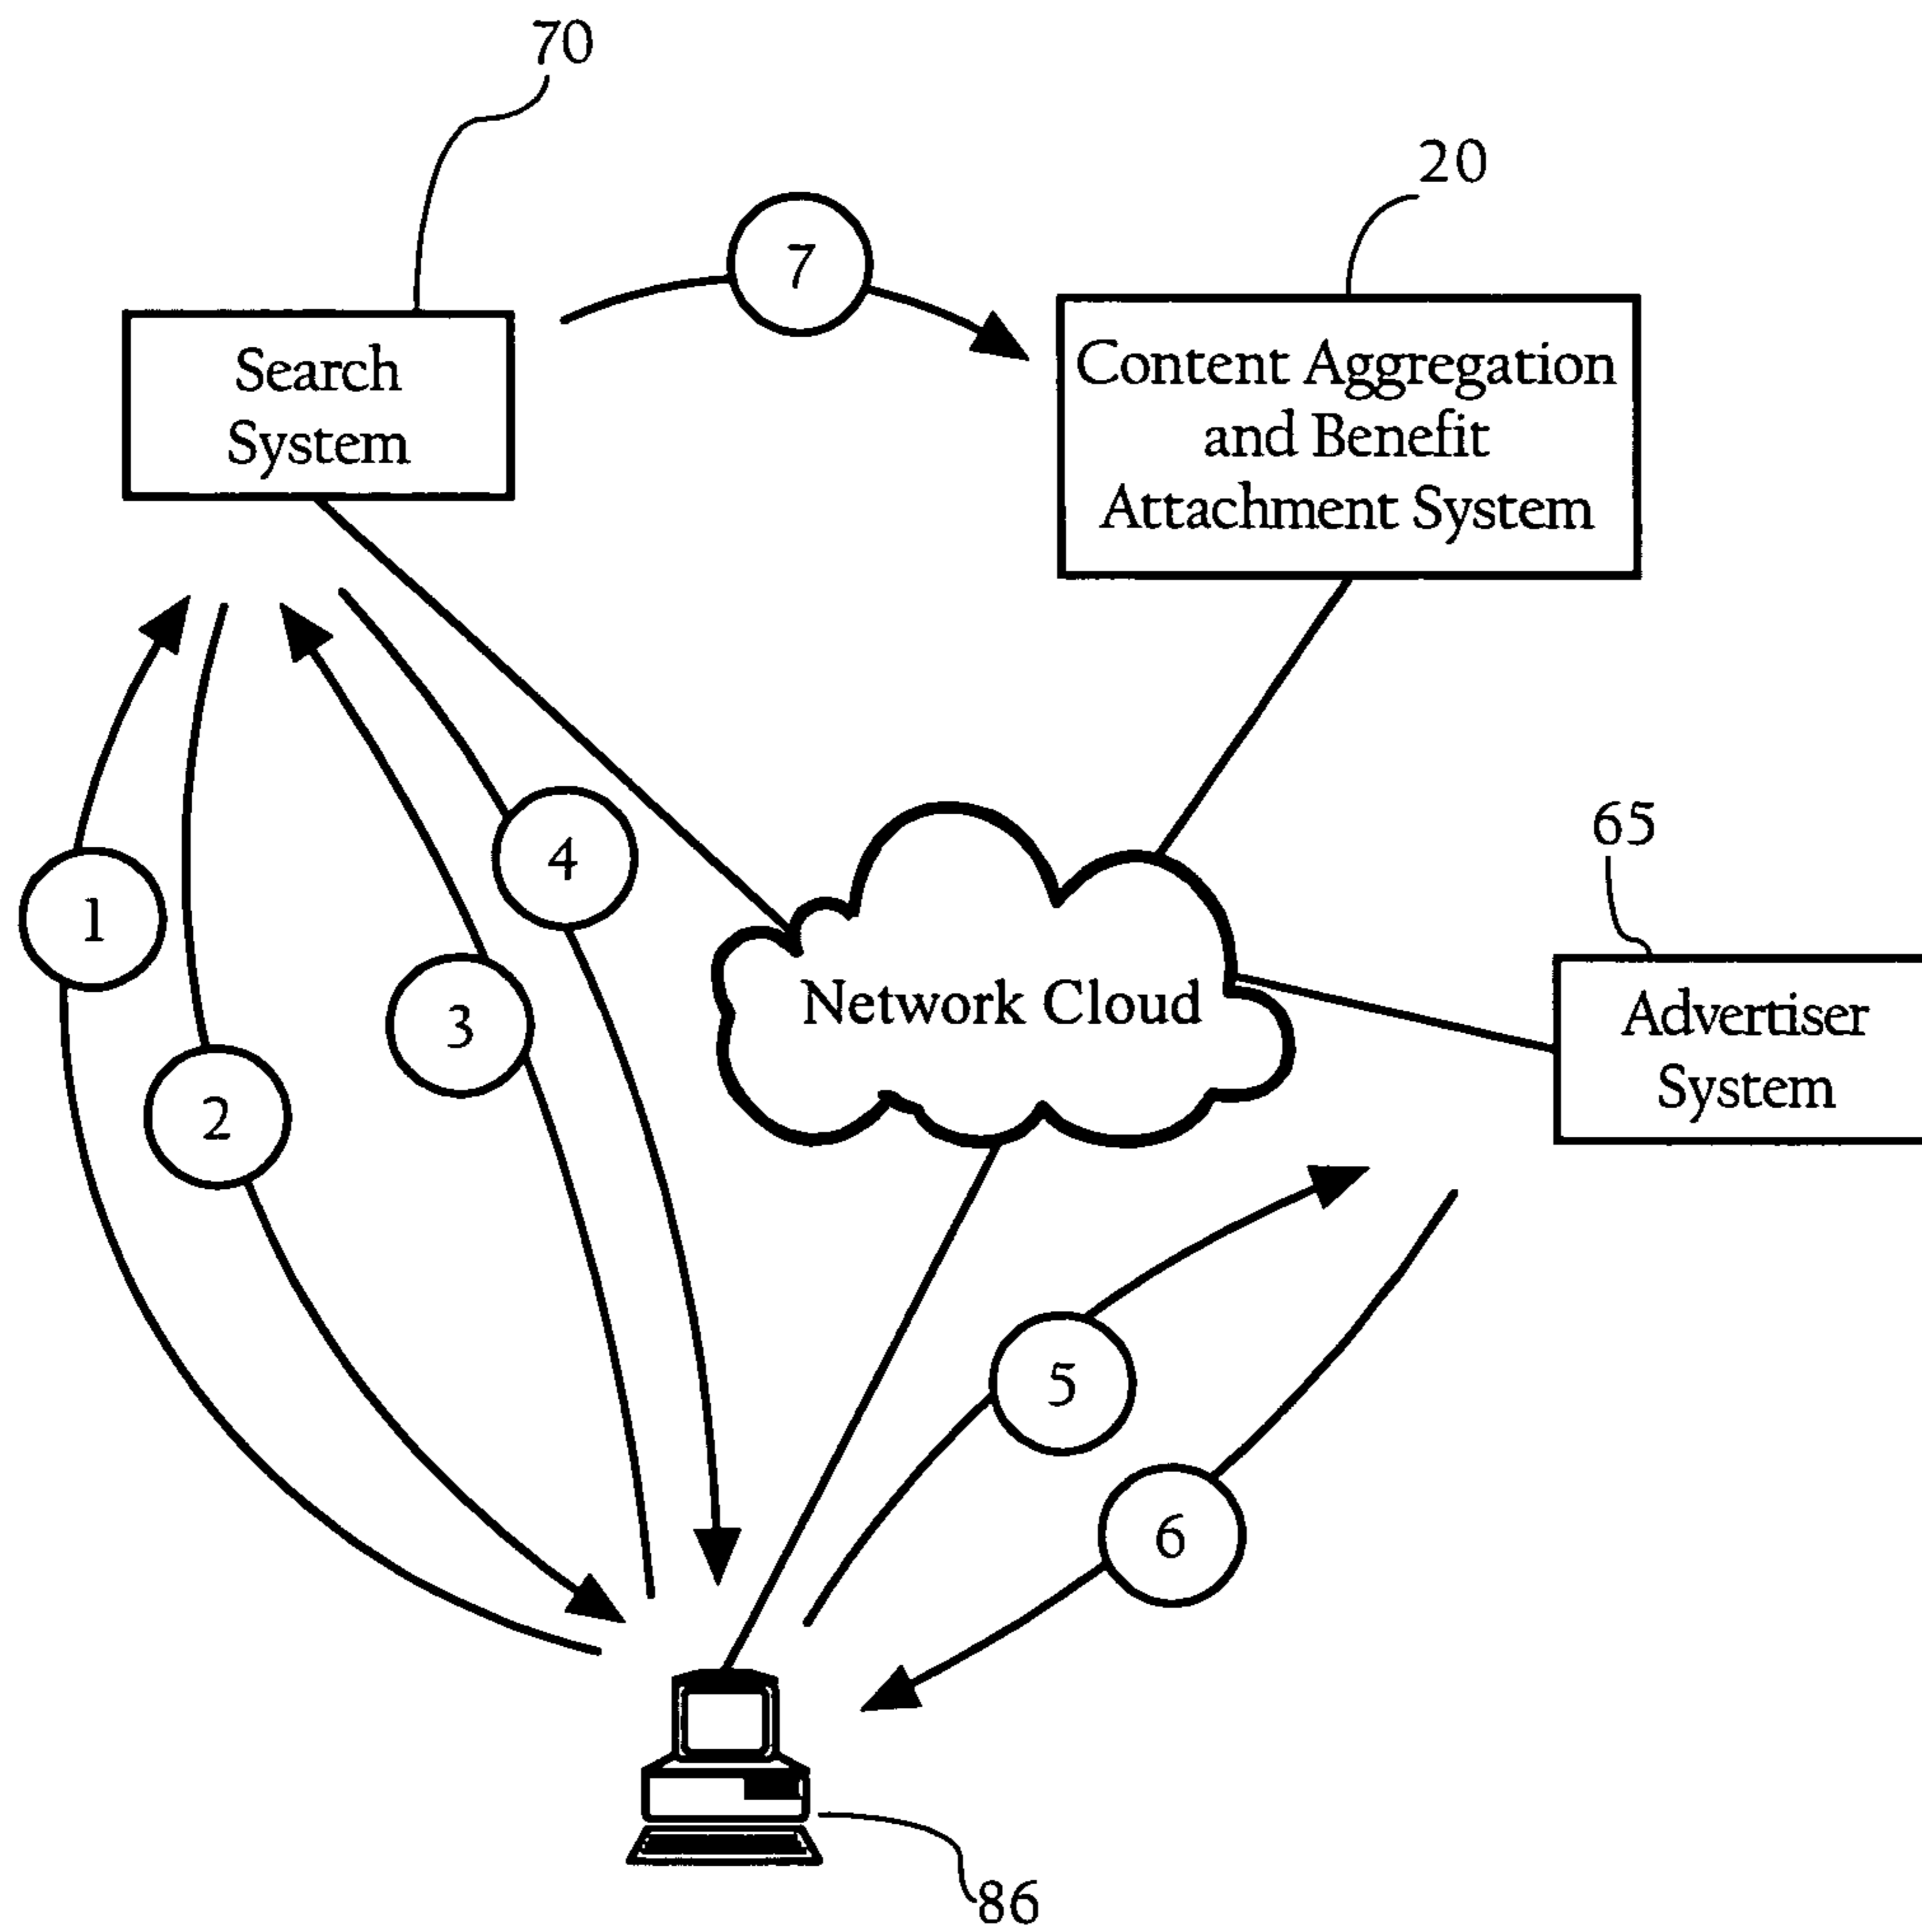 70
20
7
Search
System
Content Aggregation
and Benefit
Attachment System
65
4
1
3
Network Cloud
Advertiser
System
2
5
6
86